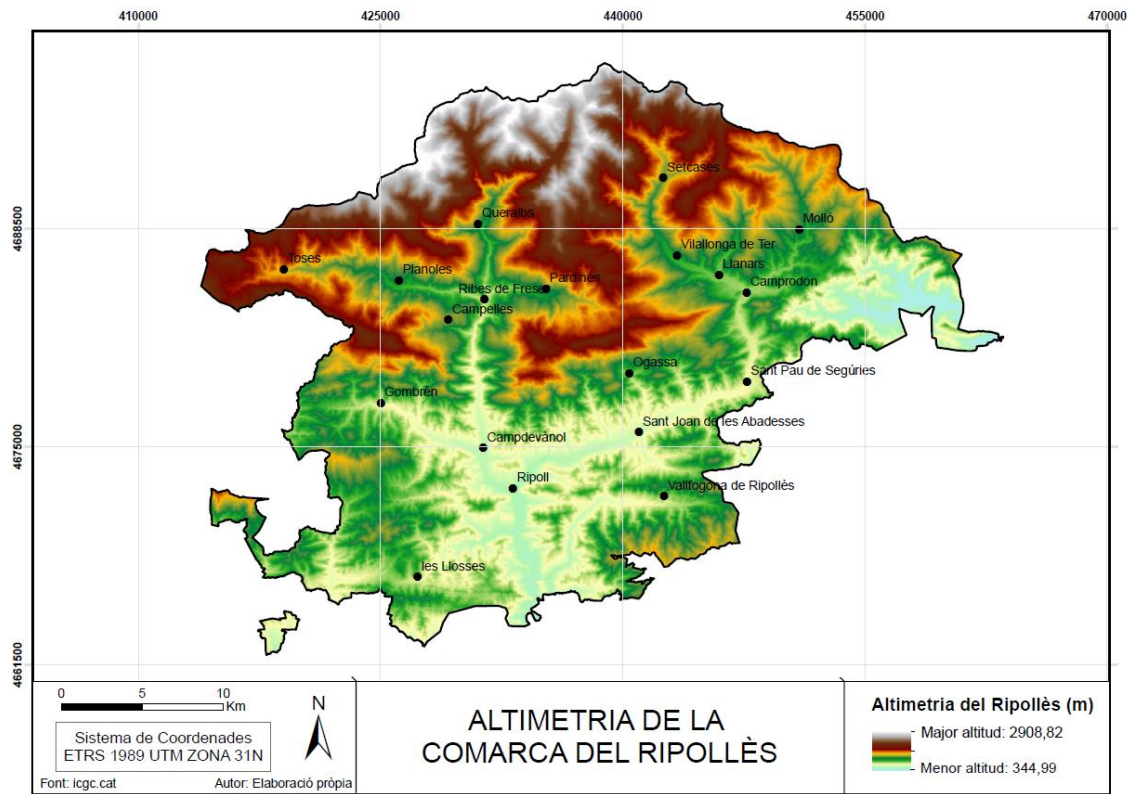 410000
425000
440000
455000
470000
4688500
4675000
4661500
Setcases
Queralbs
Molló
Vilallonga de Ter
Toses
Planoles
Pardines
Llanars
Ribes de Freser
Camprodon
Campelles
Ogassa
Sant Pau de Segúries
Gombrèn
Sant Joan de les Abadesses
Campdevànol
Ripoll
Vallfogona de Ripollès
les Llosses
0 5 10
Km
N
Sistema de Coordenades
ETRS 1989 UTM ZONA 31N
Font: icgc.cat
Autor: Elaboració pròpia
ALTIMETRIA DE LA
COMARCA DEL RIPOLLÈS
Altimetria del Ripollès (m)
Major altitud: 2908,82
Menor altitud: 344,99